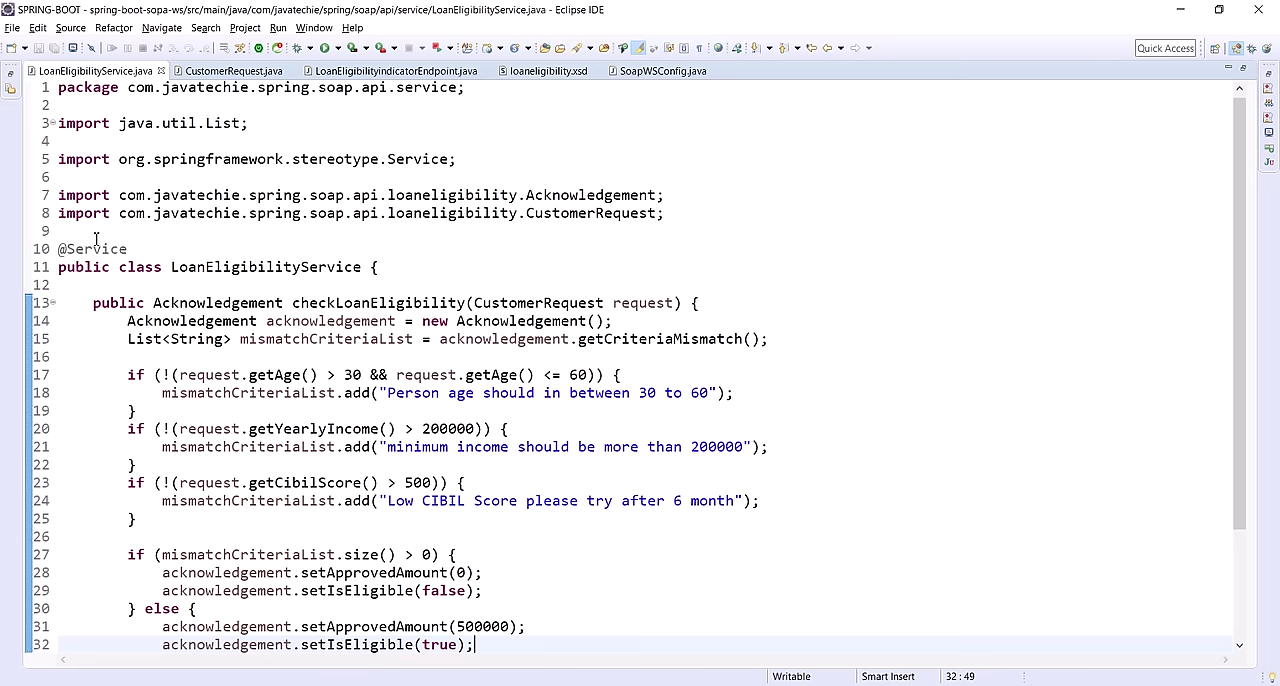 SPRING-BOOT - spring-boot-sopa-ws/src/main/java/com/javatechie/spring/soap/api/service/LoanEligibilityService.java - Eclipse IDE
File Edit Source Refactor Navigate Search Project Run Window Help
Quick Access
LoanEligibilityService.java CustomerRequest.java LoanEligibilityindicatorEndpoint.java loaneligibility.xsd SoapWSConfig.java
1 package com.javatechie.spring.soap.api.service;
2
3 import java.util.List;
4
5 import org.springframework.stereotype.Service;
6
7 import com.javatechie.spring.soap.api.loaneligibility.Acknowledgement;
8 import com.javatechie.spring.soap.api.loaneligibility.CustomerRequest;
9
10 @Service
11 public class LoanEligibilityService {
12
13 public Acknowledgement checkLoanEligibility(CustomerRequest request) {
14 Acknowledgement acknowledgement = new Acknowledgement();
15 List<String> mismatchCriteriaList = acknowledgement.getCriteriaMismatch();
16
17 if (!(request.getAge() > 30 && request.getAge() <= 60)) {
18 mismatchCriteriaList.add("Person age should in between 30 to 60");
19 }
20 if (!(request.getYearlyIncome() > 200000)) {
21 mismatchCriteriaList.add("minimum income should be more than 200000");
22 }
23 if (!(request.getCibilScore() > 500)) {
24 mismatchCriteriaList.add("Low CIBIL Score please try after 6 month");
25 }
26
27 if (mismatchCriteriaList.size() > 0) {
28 acknowledgement.setApprovedAmount(0);
29 acknowledgement.setIsEligible(false);
30 } else {
31 acknowledgement.setApprovedAmount(500000);
32 acknowledgement.setIsEligible(true);
Writable Smart Insert 32 : 49